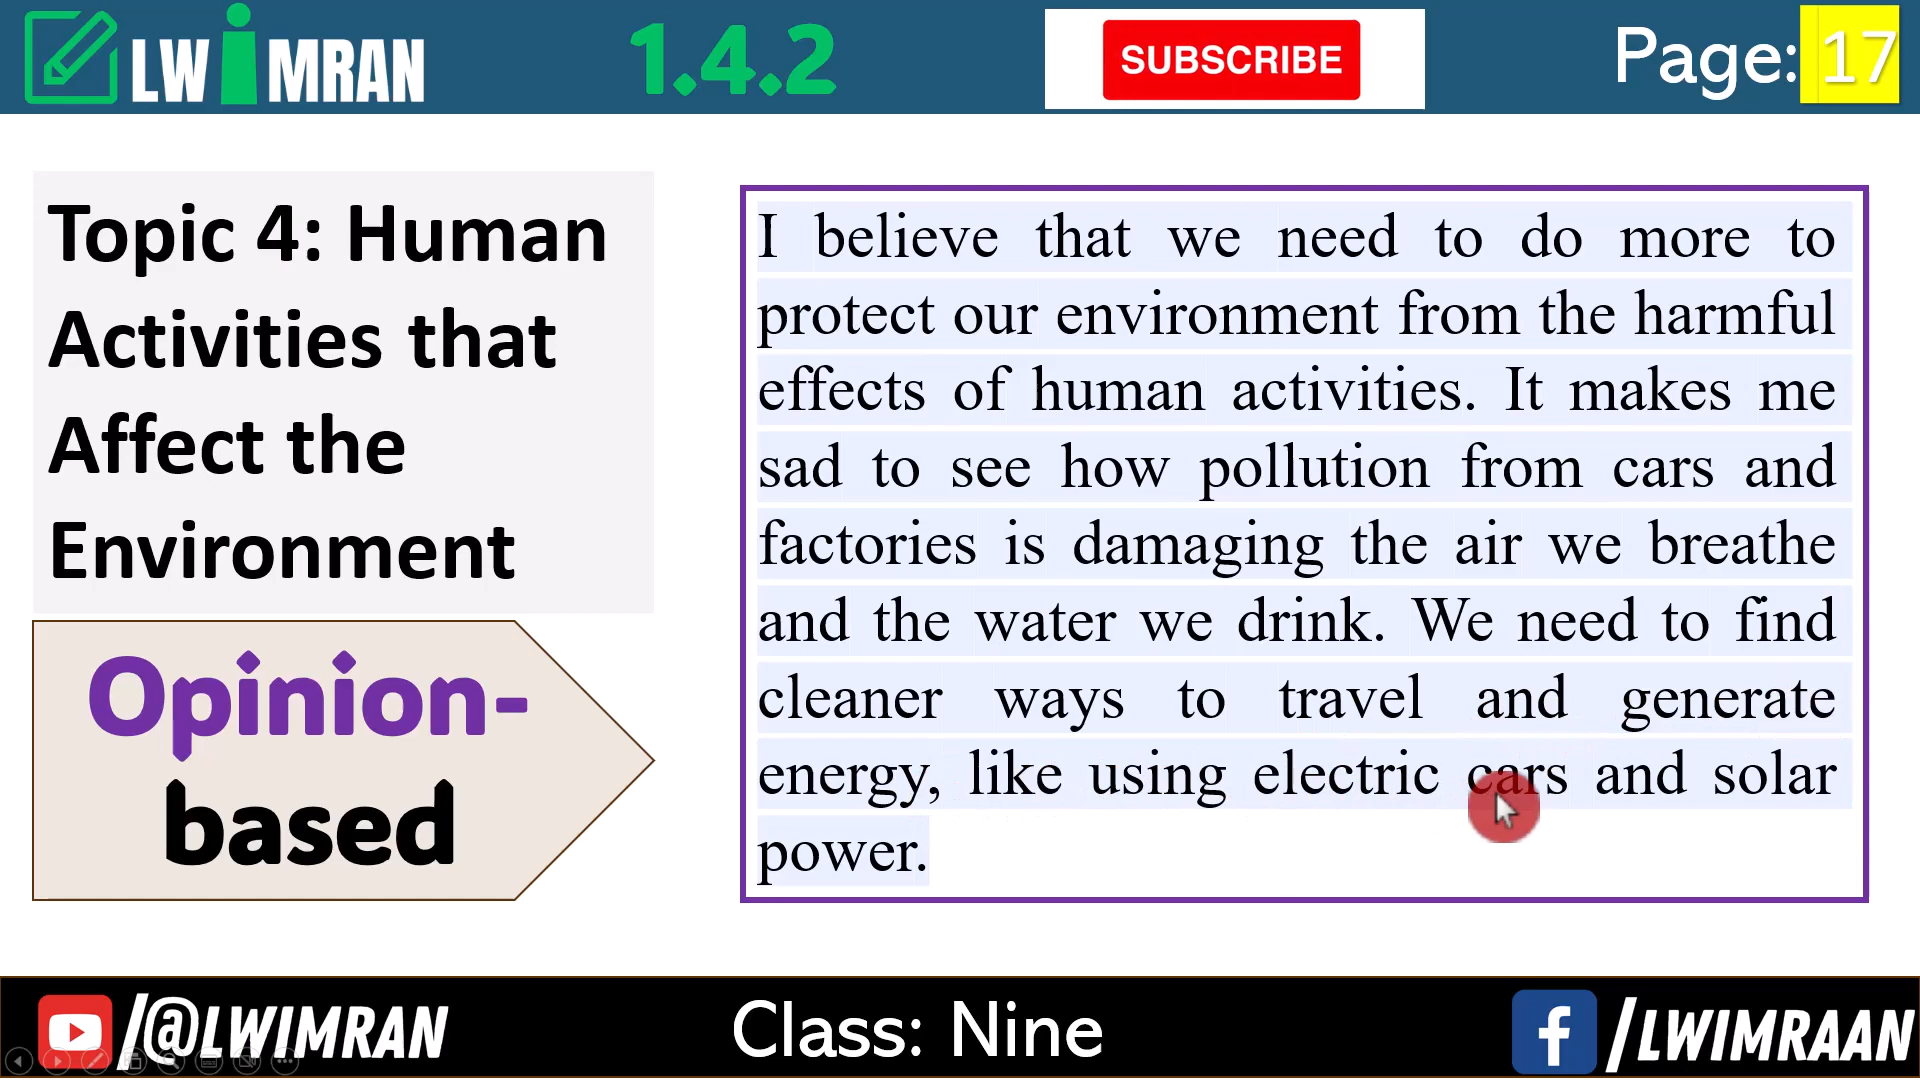 LWiMRAN
1.4.2
SUBSCRIBE
Page: 17
Topic 4: Human
Activities that
Affect the
Environment
Opinion-
based
I believe that we need to do more to
protect our environment from the harmful
effects of human activities. It makes me
sad to see how pollution from cars and
factories is damaging the air we breathe
and the water we drink. We need to find
cleaner ways to travel and generate
energy, like using electric cars and solar
power.
/@LWIMRAN
Class: Nine
/LWIMRAAN